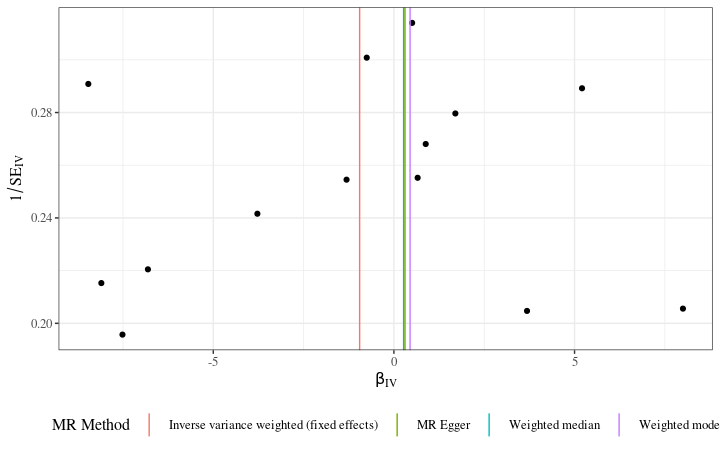 0.28
0.24
0.20
1/SE_IV
-5 0 5
β_IV
MR Method Inverse variance weighted (fixed effects) MR Egger Weighted median Weighted mode